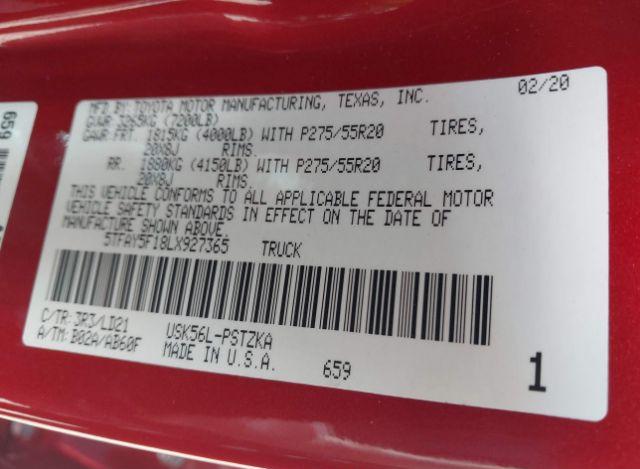 MFD BY:TOYOTA MOTOR MANUFACTURING, TEXAS, INC. 02/20
GVWR 3265KG (7200LB)
GAWR FRT 1815KG (4000LB) WITH P275/55R20 TIRES,
20X8J RIMS.
RR. 1890KG (4150LB) WITH P275/55R20 TIRES,
20X8J RIMS.
THIS VEHICLE CONFORMS TO ALL APPLICABLE FEDERAL MOTOR
VEHICLE SAFETY STANDARDS IN EFFECT ON THE DATE OF
MANUFACTURE SHOWN ABOVE.
5TFAY5F18LX927365 TRUCK
C/TR:3R3/LD21 USK56L-PSTZKA
A/TM:B02A/AB60F MADE IN U.S.A.
659 1
659